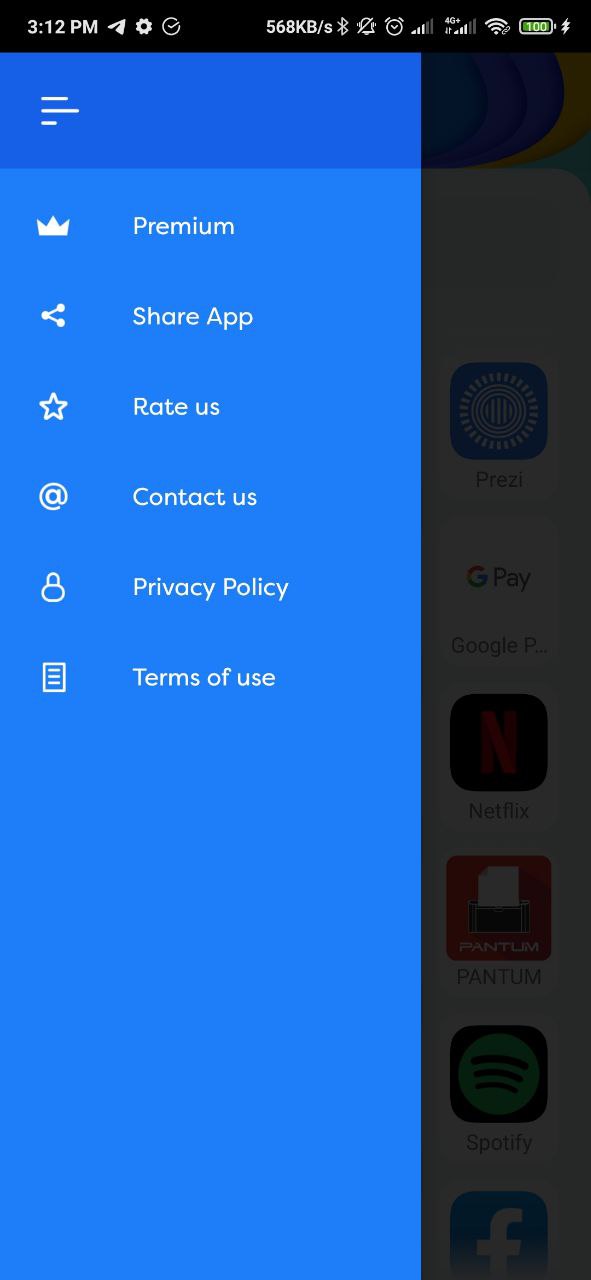 3:12 PM 568KB/s 4G+ 100
Premium
Share App
Rate us
Contact us
Privacy Policy
Terms of use
Prezi
G Pay
Google P...
N
Netflix
PANTUM
PANTUM
Spotify
f